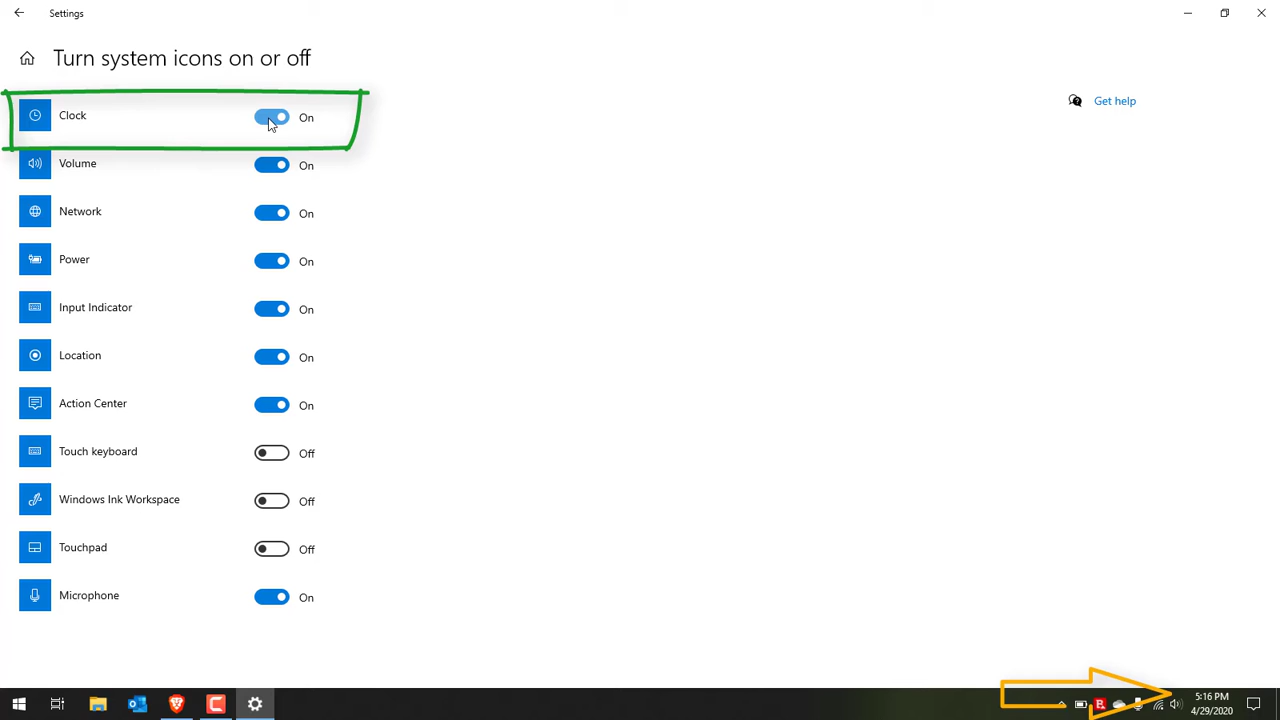 Settings
Turn system icons on or off
Clock On
Get help
Volume On
Network On
Power On
Input Indicator On
Location On
Action Center On
Touch keyboard Off
Windows Ink Workspace Off
Touchpad Off
Microphone On
5:16 PM
4/29/2020